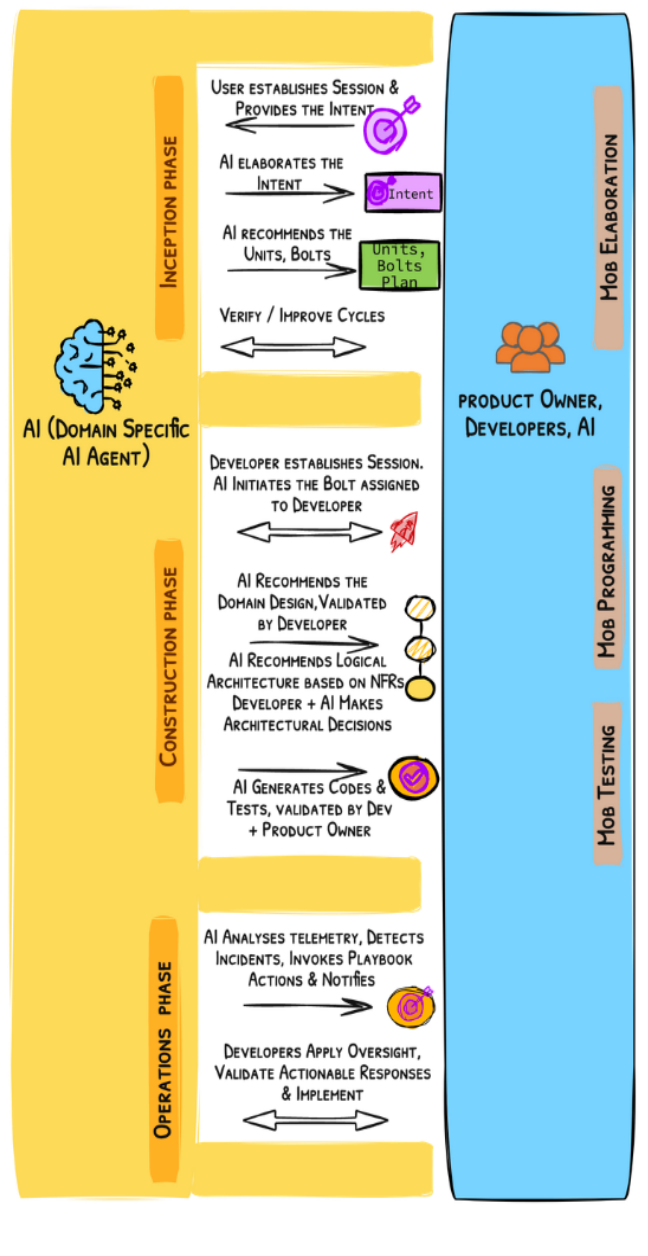 USER ESTABLISHES SESSION &
PROVIDES THE INTENT
AI ELABORATES THE
INTENT
Intent
AI RECOMMENDS THE
UNITS, BOLTS
Units,
Bolts
Plan
VERIFY / IMPROVE CYCLES
INCEPTION PHASE
MOB ELABORATION
AI (DOMAIN SPECIFIC
AI AGENT)
PRODUCT OWNER,
DEVELOPERS, AI
DEVELOPER ESTABLISHES SESSION.
AI INITIATES THE BOLT ASSIGNED
TO DEVELOPER
AI RECOMMENDS THE
DOMAIN DESIGN,VALIDATED
BY DEVELOPER
AI RECOMMENDS LOGICAL
ARCHITECTURE BASED ON NFRS
DEVELOPER + AI MAKES
ARCHITECTURAL DECISIONS
AI GENERATES CODES &
TESTS, VALIDATED BY DEV
+ PRODUCT OWNER
CONSTRUCTION PHASE
MOB PROGRAMMING
MOB TESTING
AI ANALYSES TELEMETRY, DETECTS
INCIDENTS, INVOKES PLAYBOOK
ACTIONS & NOTIFIES
DEVELOPERS APPLY OVERSIGHT,
VALIDATE ACTIONABLE RESPONSES
& IMPLEMENT
OPERATIONS PHASE